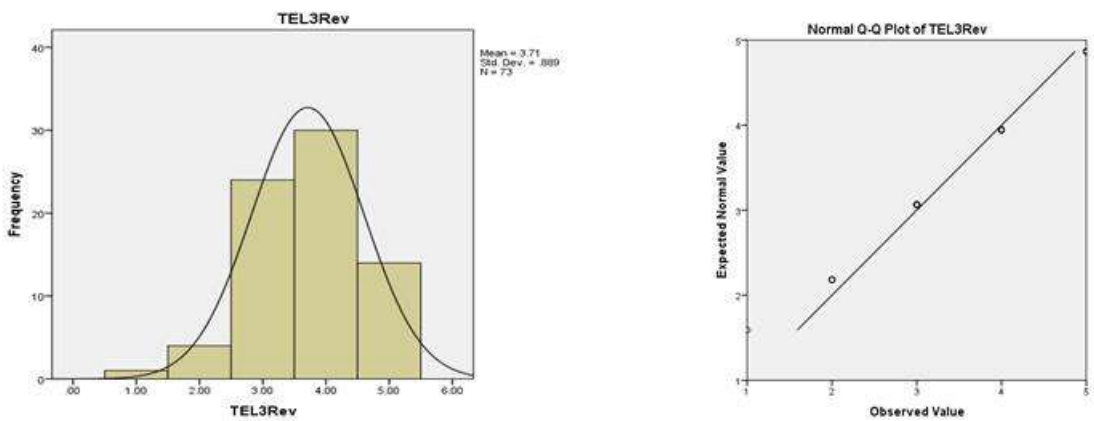 TEL3Rev
Mean = 3.71
Std. Dev. = .889
N = 73
40
30
20
10
0
Frequency
.00 1.00 2.00 3.00 4.00 5.00 6.00
TEL3Rev
Normal Q-Q Plot of TEL3Rev
5
4
3
2
1
Expected Normal Value
1 2 3 4 5
Observed Value